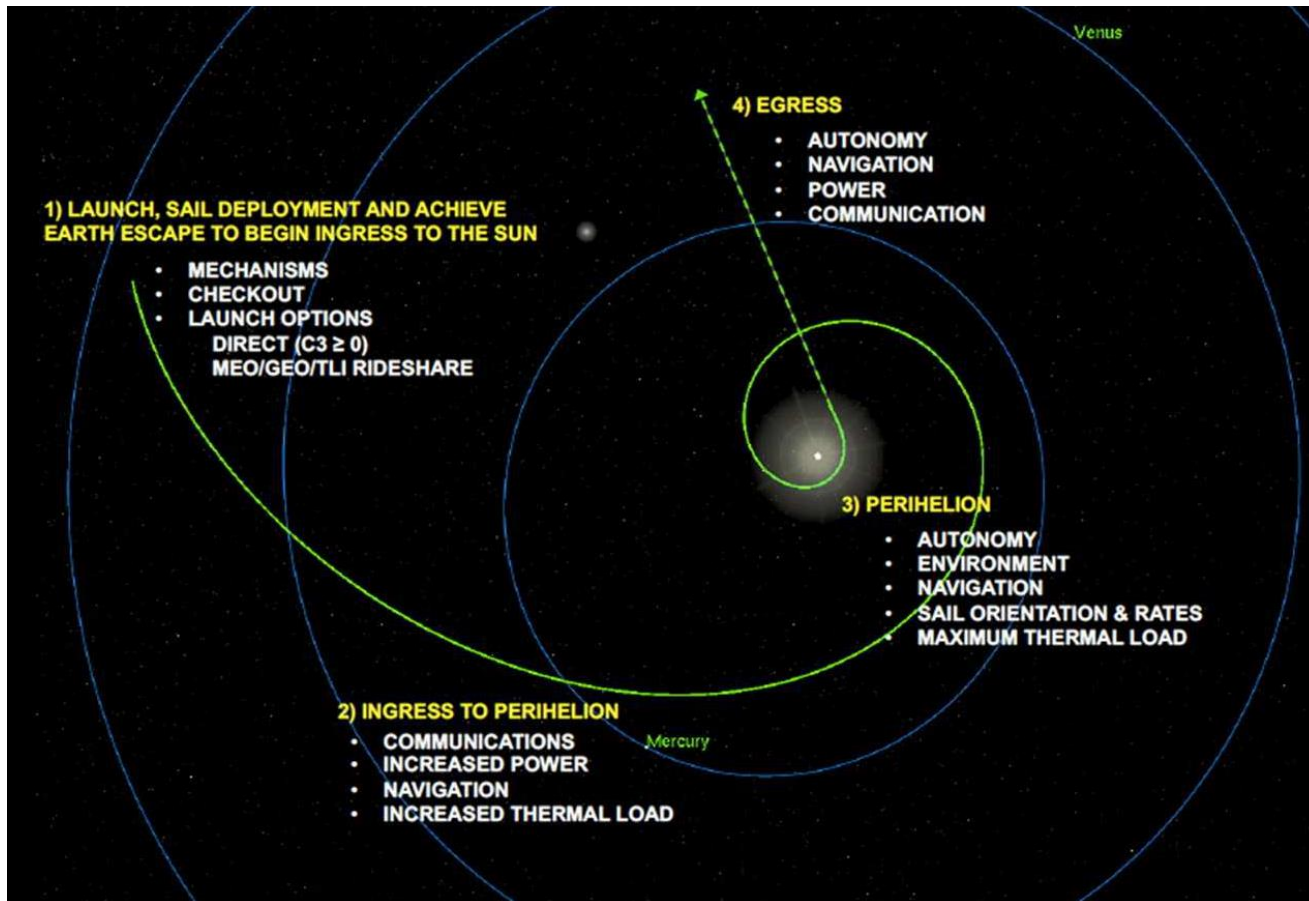 Venus
4) EGRESS
• AUTONOMY
• NAVIGATION
• POWER
• COMMUNICATION
1) LAUNCH, SAIL DEPLOYMENT AND ACHIEVE
EARTH ESCAPE TO BEGIN INGRESS TO THE SUN
• MECHANISMS
• CHECKOUT
• LAUNCH OPTIONS
DIRECT (C3 ≥ 0)
MEO/GEO/TLI RIDESHARE
3) PERIHELION
• AUTONOMY
• ENVIRONMENT
• NAVIGATION
• SAIL ORIENTATION & RATES
• MAXIMUM THERMAL LOAD
2) INGRESS TO PERIHELION
• COMMUNICATIONS
• INCREASED POWER
• NAVIGATION
• INCREASED THERMAL LOAD
Mercury